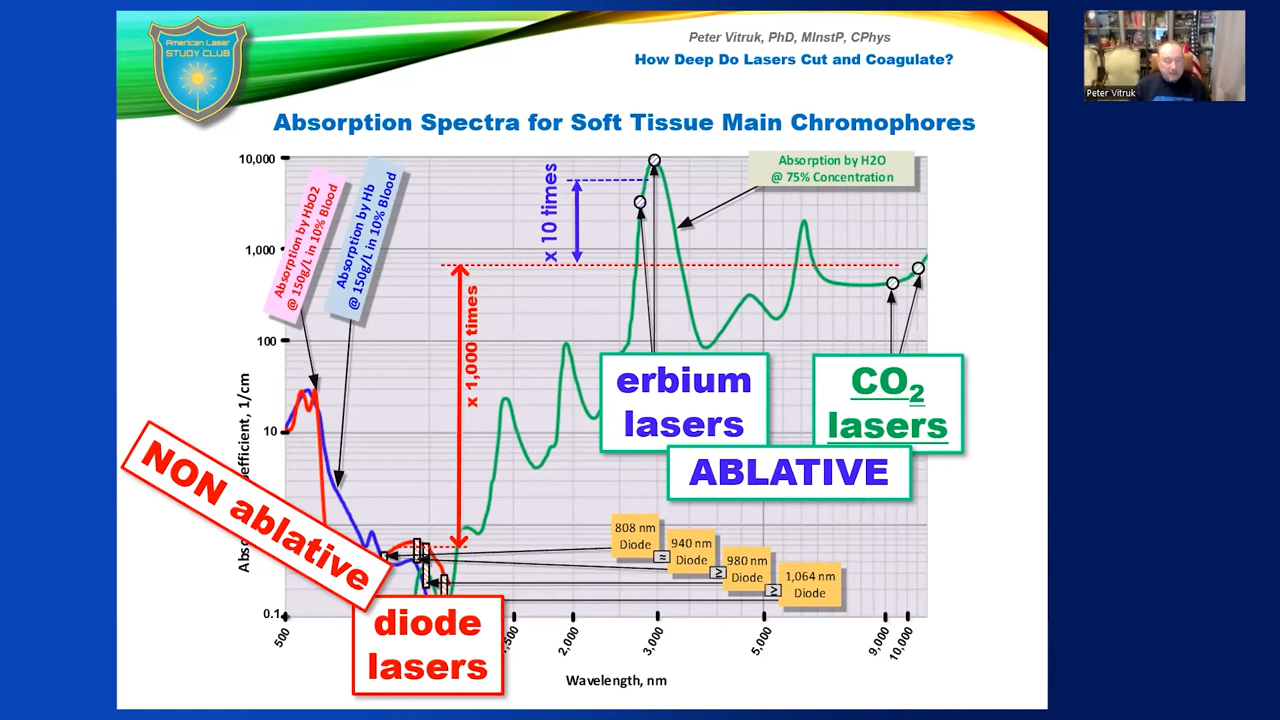 American Laser
STUDY CLUB
Peter Vitruk, PhD, MInstP, CPhys
How Deep Do Lasers Cut and Coagulate?
Peter Vitruk
Absorption Spectra for Soft Tissue Main Chromophores
10,000
1,000
100
10
0.1
efficient, 1/cm
Absorption by HbO2
@ 150g/L in 10% Blood
Absorption by Hb
@ 150g/L in 10% Blood
x 10 times
x 1,000 times
Absorption by H2O
@ 75% Concentration
erbium
lasers
CO2
lasers
ABLATIVE
NON ablative
diode
lasers
808 nm
Diode
≈
940 nm
Diode
≥
980 nm
Diode
≥
1,064 nm
Diode
500
,500
2,000
3,000
5,000
9,000
10,000
Wavelength, nm